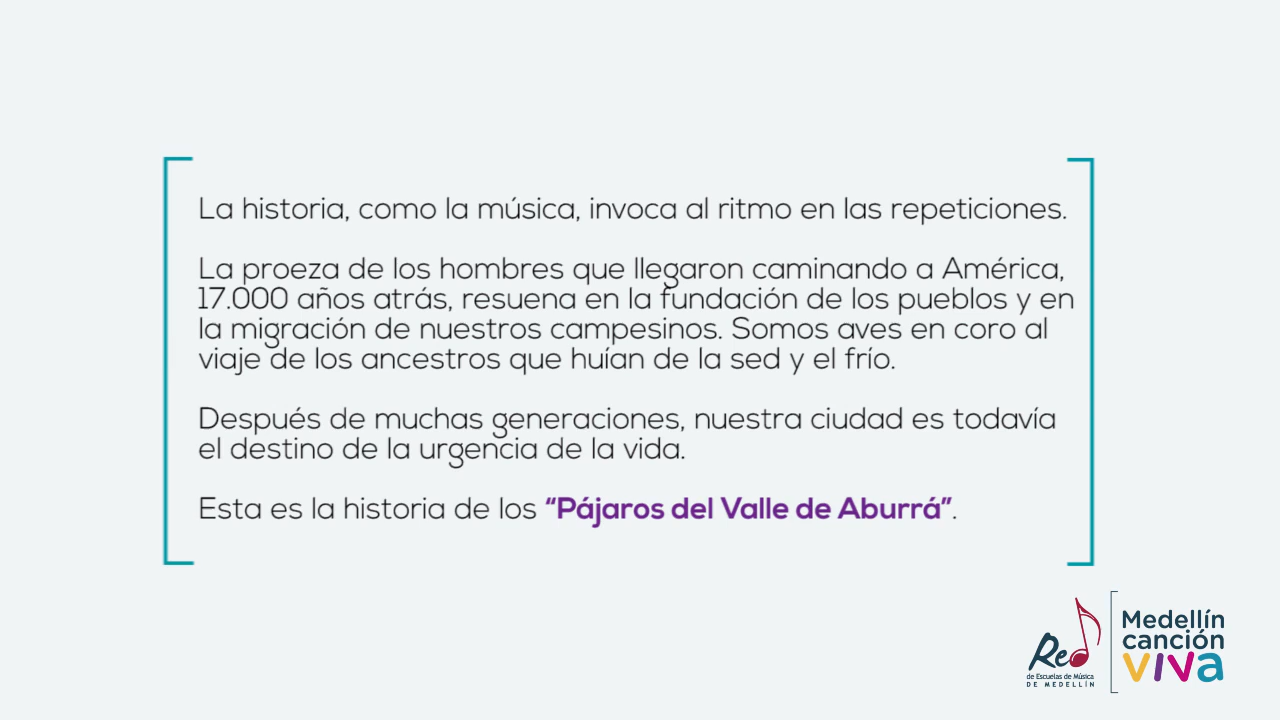 La historia, como la música, invoca al ritmo en las repeticiones.
La proeza de los hombres que llegaron caminando a América,
17.000 años atrás, resuena en la fundación de los pueblos y en
la migración de nuestros campesinos. Somos aves en coro al
viaje de los ancestros que huían de la sed y el frío.
Después de muchas generaciones, nuestra ciudad es todavía
el destino de la urgencia de la vida.
Esta es la historia de los “Pájaros del Valle de Aburrá”.
Red
de Escuelas de Música
DE MEDELLÍN
Medellín
canción
viva